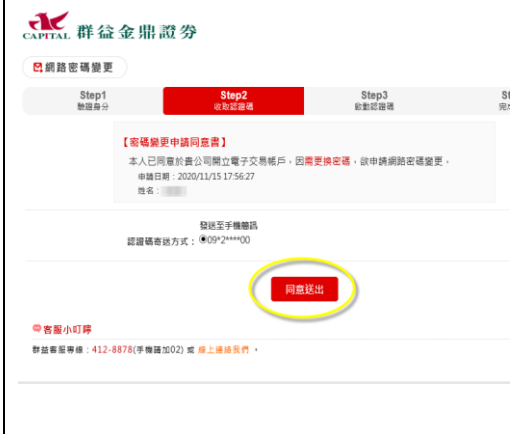 CAPITAL 群益金鼎證券
網路密碼變更
Step1 Step2 Step3
驗證身分 收取認證碼 啟動認證碼
【密碼變更申請同意書】
本人已同意於貴公司開立電子交易帳戶，因需更換密碼，欲申請網路密碼變更。
申請日期：2020/11/15 17:56:27
姓名：
發送至手機簡訊
認證碼寄送方式：09*2****00
同意送出
客服小叮嚀
群益客服專線：412-8878(手機請加02) 或 線上連絡我們。